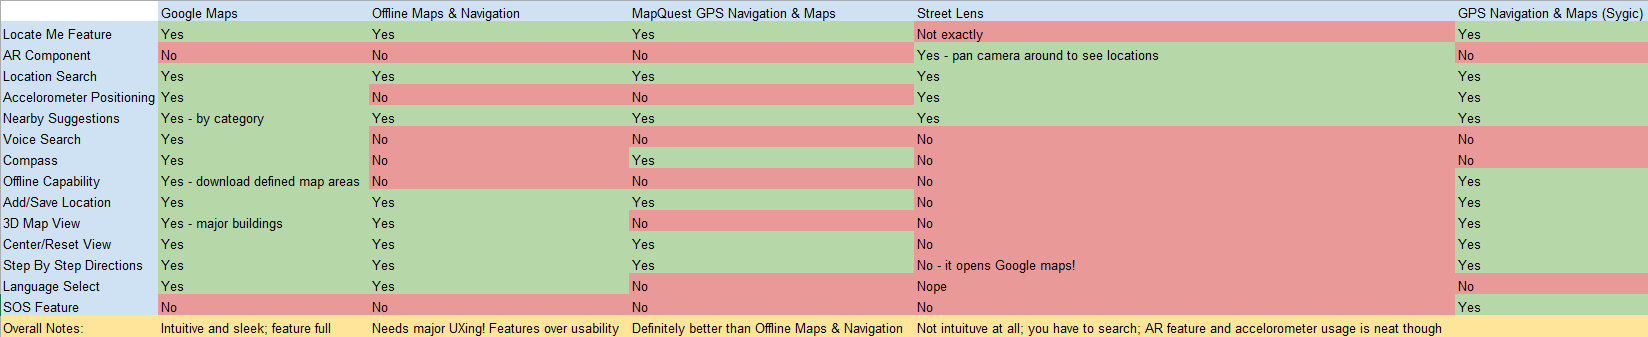 Google Maps Offline Maps & Navigation MapQuest GPS Navigation & Maps Street Lens GPS Navigation & Maps (Sygic)
Locate Me Feature Yes Yes Yes Not exactly Yes
AR Component No No No Yes - pan camera around to see locations No
Location Search Yes Yes Yes Yes Yes
Accelorometer Positioning Yes No No Yes Yes
Nearby Suggestions Yes - by category Yes Yes Yes Yes
Voice Search Yes No No No No
Compass Yes No Yes No No
Offline Capability Yes - download defined map areas No No No Yes
Add/Save Location Yes Yes Yes No Yes
3D Map View Yes - major buildings Yes No No Yes
Center/Reset View Yes Yes Yes No Yes
Step By Step Directions Yes Yes Yes No - it opens Google maps! Yes
Language Select Yes Yes No Nope No
SOS Feature No No No No Yes
Overall Notes: Intuitive and sleek; feature full Needs major UXing! Features over usability Definitely better than Offline Maps & Navigation Not intuituve at all; you have to search; AR feature and accelorometer usage is neat though